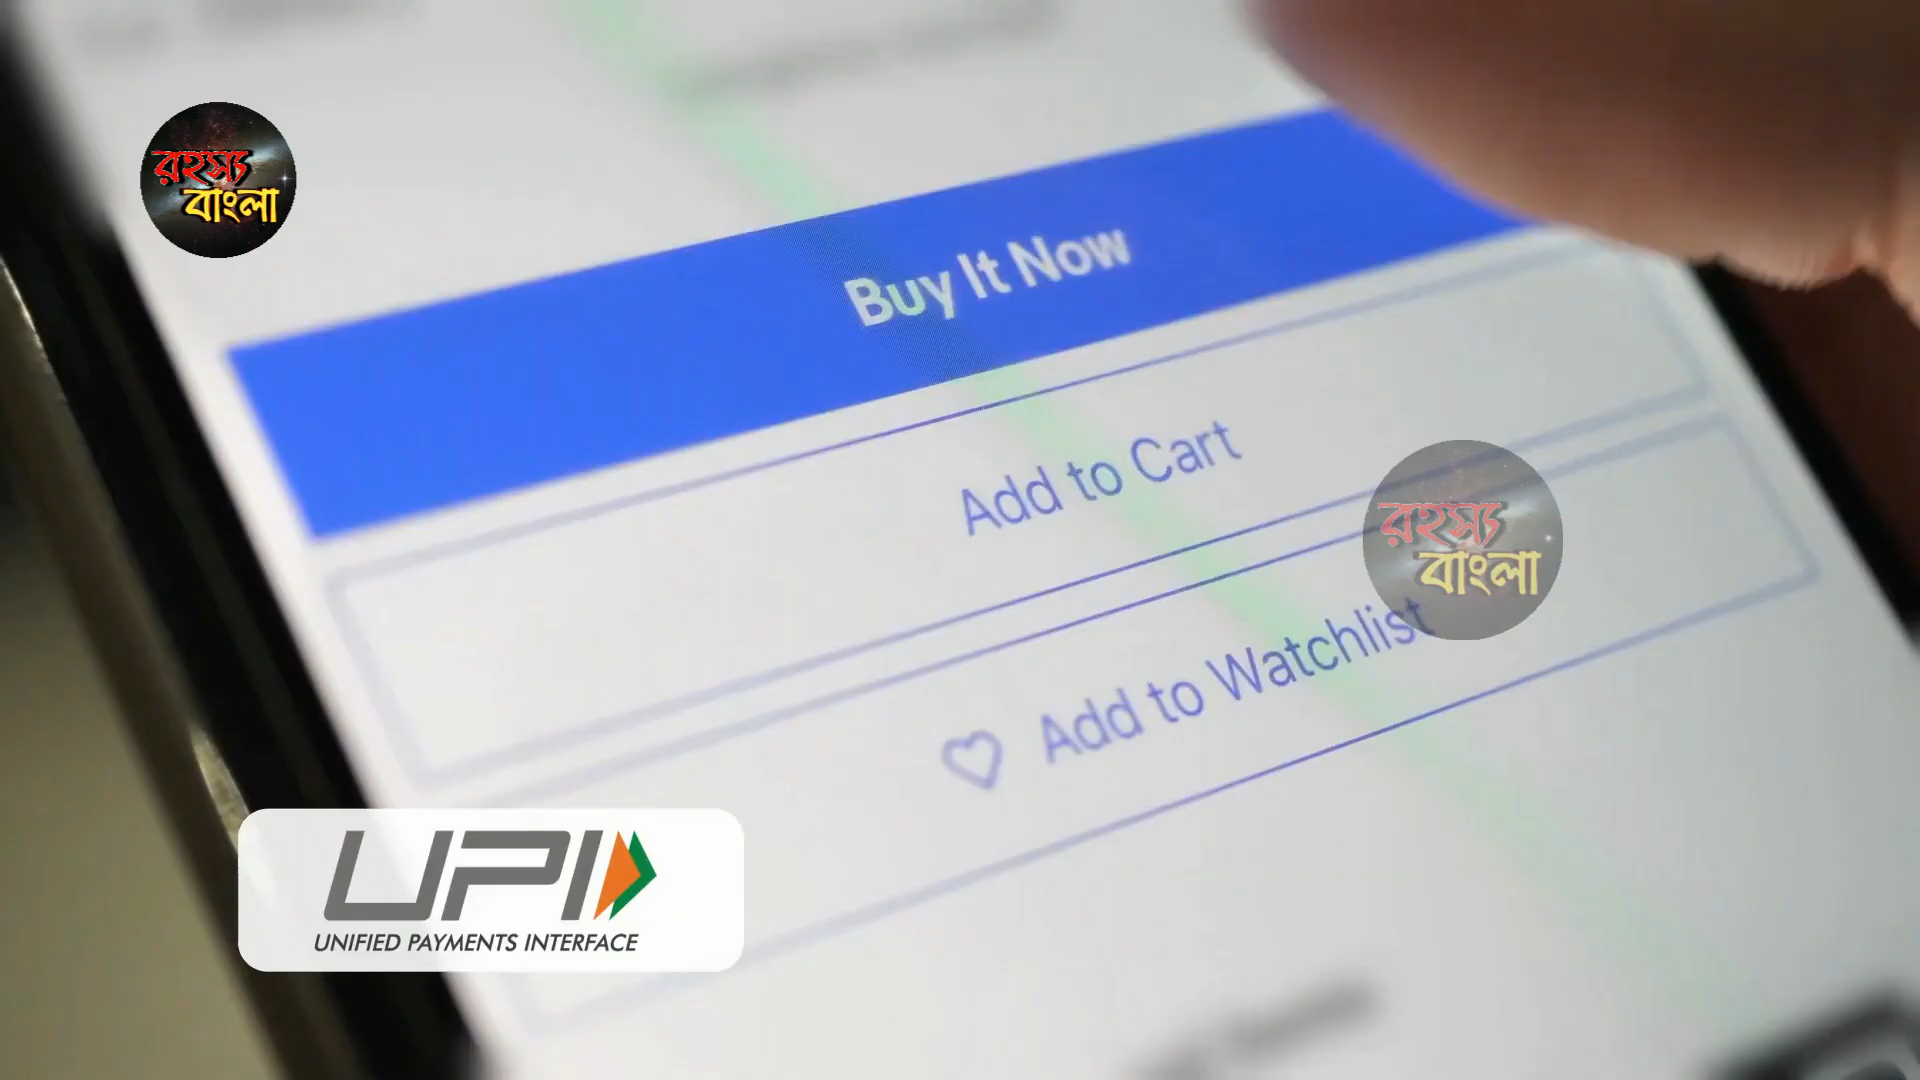 রহস্য
বাংলা
Buy It Now
Add to Cart
রহস্য
বাংলা
Add to Watchlist
UPI
UNIFIED PAYMENTS INTERFACE